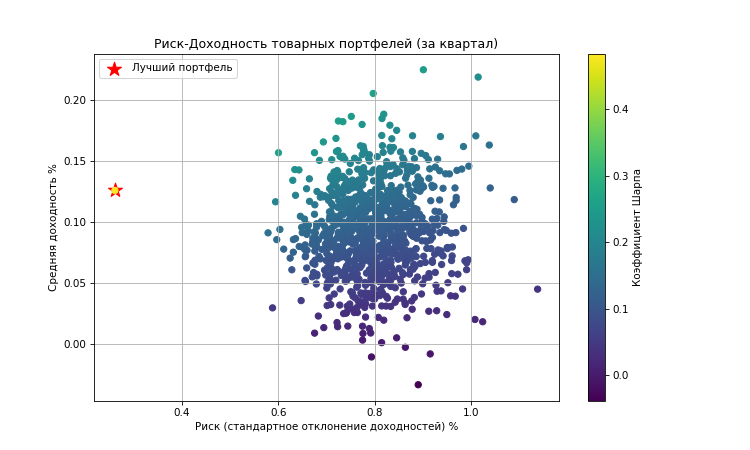 Риск-Доходность товарных портфелей (за квартал)
Лучший портфель
Средняя доходность %
0.20
0.15
0.10
0.05
0.00
0.4
0.6
0.8
1.0
Риск (стандартное отклонение доходностей) %
0.4
0.3
0.2
0.1
0.0
Коэффициент Шарпа